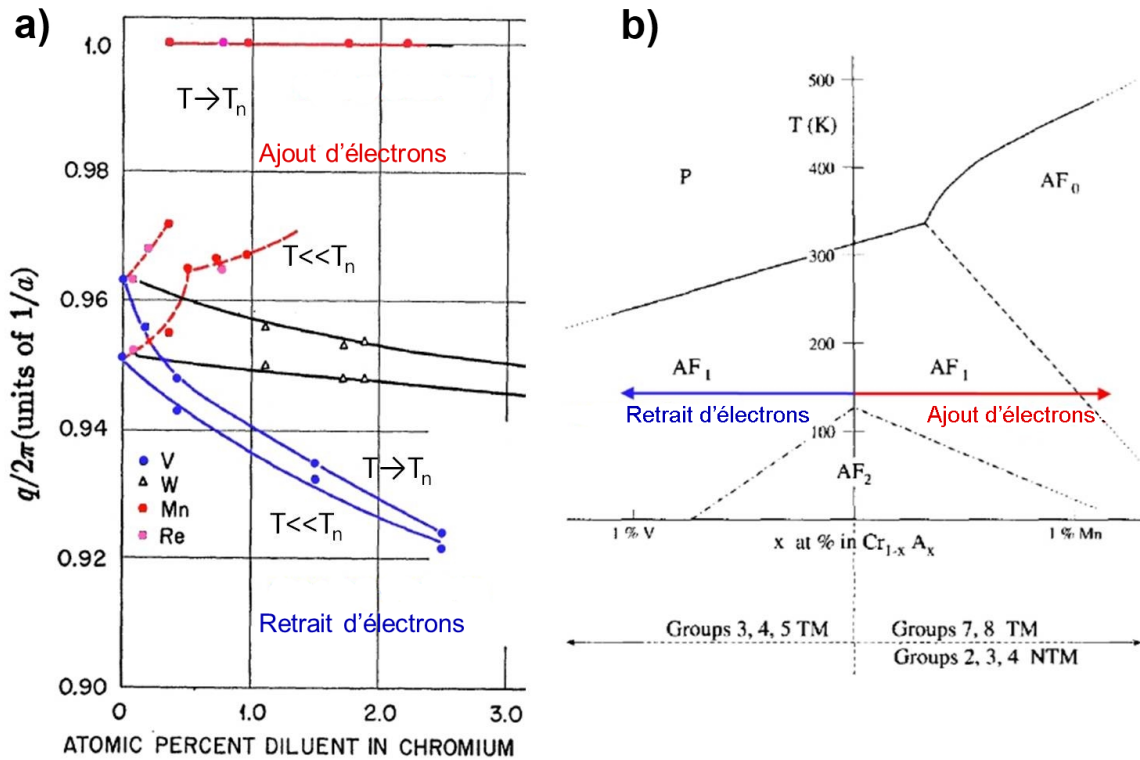 a)
1.0
T→Tn
Ajout d'électrons
0.98
T<<Tn
0.96
0.94
q/2π(units of 1/a)
V
W
Mn
Re
T→Tn
T<<Tn
0.92
Retrait d'électrons
0.90
0
1.0
2.0
3.0
ATOMIC PERCENT DILUENT IN CHROMIUM
b)
500
T (K)
400
P
AF0
300
200
AF1
AF1
Retrait d'électrons
Ajout d'électrons
100
AF2
1 % V
1 % Mn
x at % in Cr1-x Ax
Groups 3, 4, 5 TM
Groups 7, 8 TM
Groups 2, 3, 4 NTM